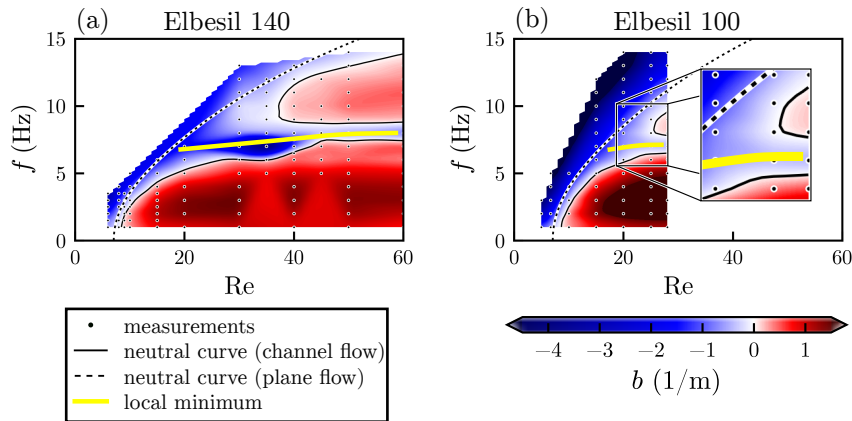 (a) Elbesil 140
15
10
5
0
f (Hz)
0 20 40 60
Re
(b) Elbesil 100
15
10
5
0
f (Hz)
0 20 40 60
Re
measurements
neutral curve (channel flow)
neutral curve (plane flow)
local minimum
−4 −3 −2 −1 0 1
b (1/m)